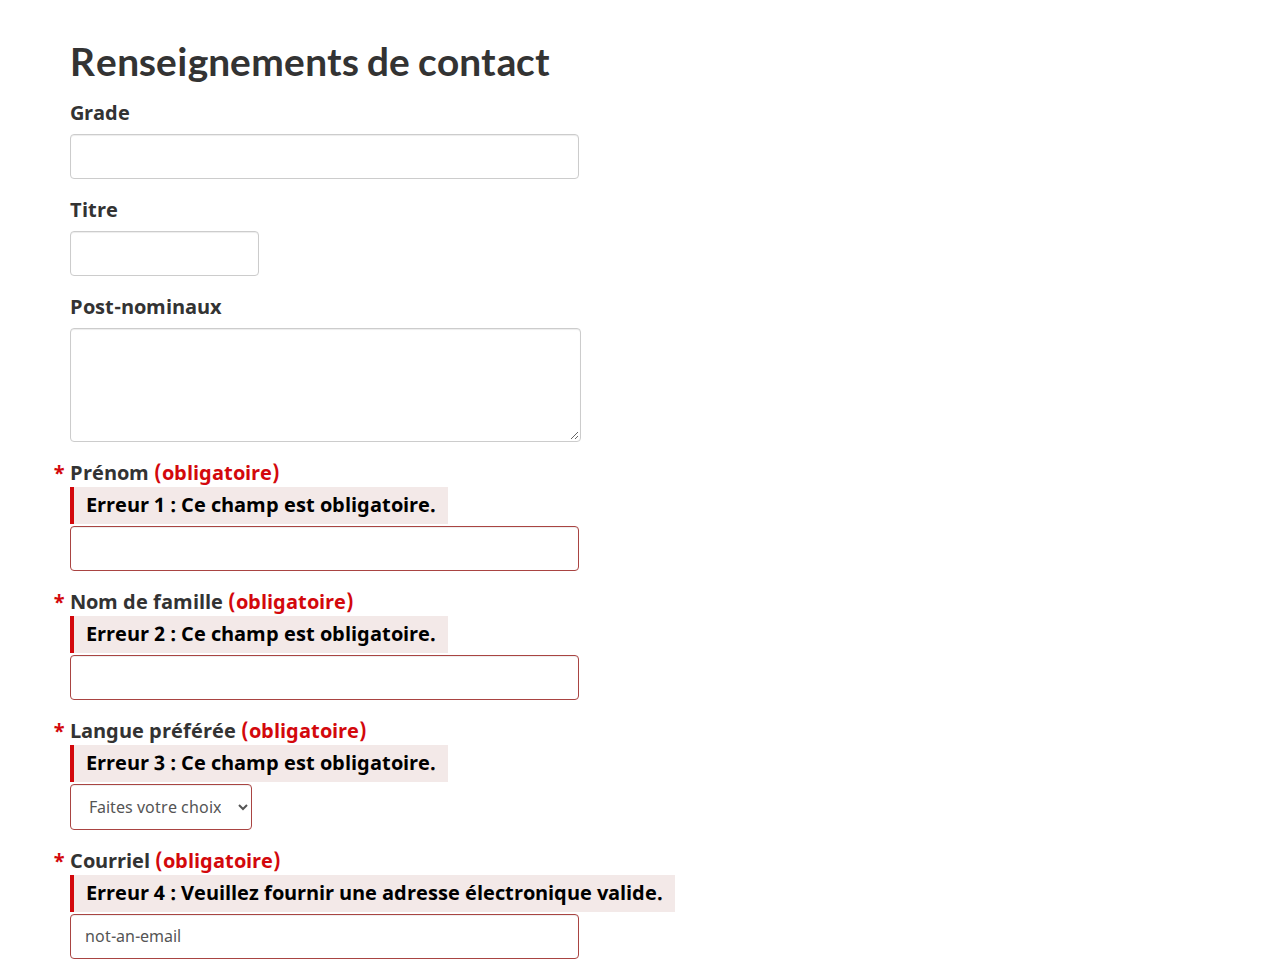 Renseignements de contact
Grade
Titre
Post-nominaux
* Prénom (obligatoire)
Erreur 1 : Ce champ est obligatoire.
* Nom de famille (obligatoire)
Erreur 2 : Ce champ est obligatoire.
* Langue préférée (obligatoire)
Erreur 3 : Ce champ est obligatoire.
Faites votre choix
* Courriel (obligatoire)
Erreur 4 : Veuillez fournir une adresse électronique valide.
not-an-email